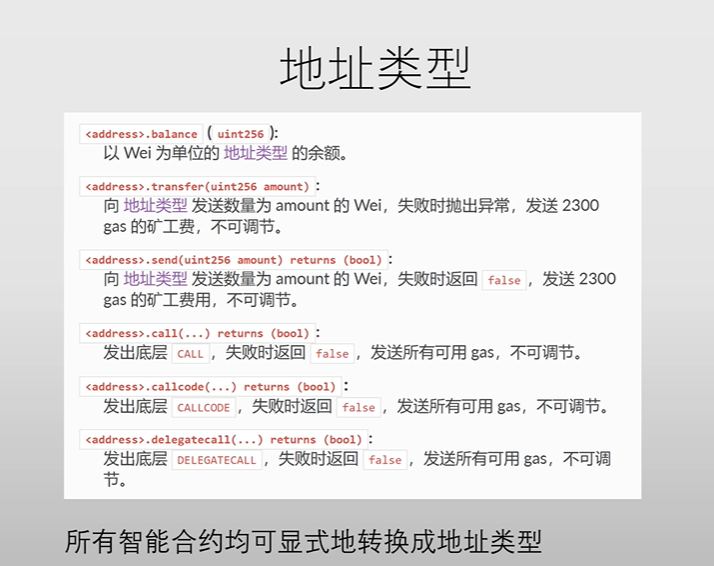 地址类型
<address>.balance ( uint256 ):
以 Wei 为单位的 地址类型 的余额。
<address>.transfer(uint256 amount) :
向 地址类型 发送数量为 amount 的 Wei，失败时抛出异常，发送 2300
gas 的矿工费，不可调节。
<address>.send(uint256 amount) returns (bool) :
向 地址类型 发送数量为 amount 的 Wei，失败时返回 false ，发送 2300
gas 的矿工费用，不可调节。
<address>.call(...) returns (bool) :
发出底层 CALL ，失败时返回 false ，发送所有可用 gas，不可调节。
<address>.callcode(...) returns (bool) :
发出底层 CALLCODE ，失败时返回 false ，发送所有可用 gas，不可调节。
<address>.delegatecall(...) returns (bool) :
发出底层 DELEGATECALL ，失败时返回 false ，发送所有可用 gas，不可调
节。
所有智能合约均可显式地转换成地址类型